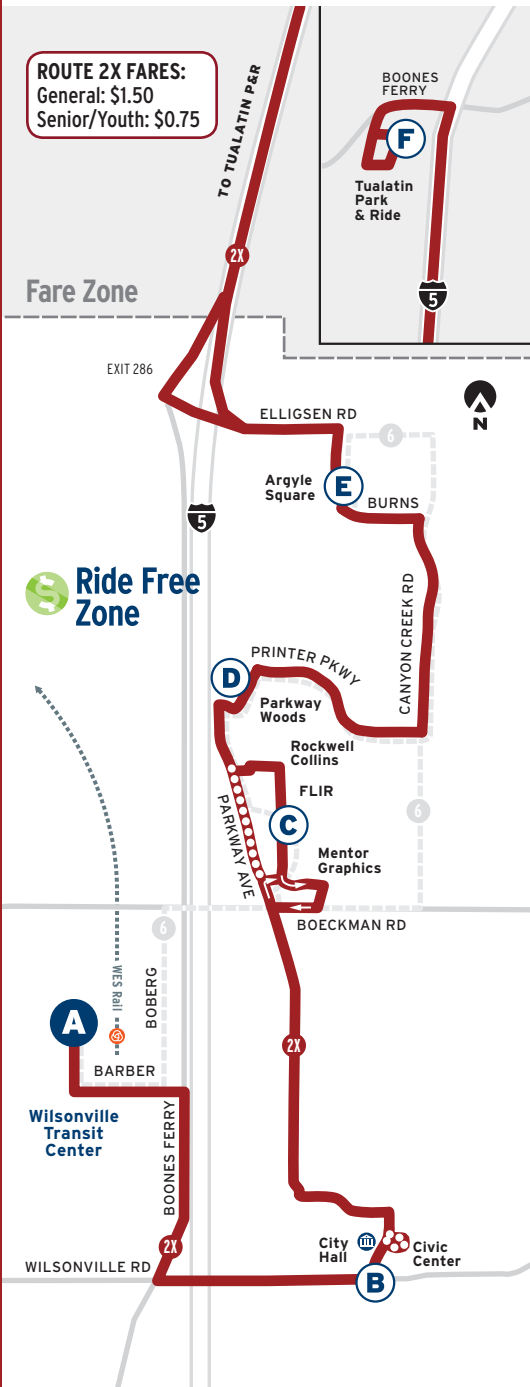 ROUTE 2X FARES:
General: $1.50
Senior/Youth: $0.75
TO TUALATIN P&R
BOONES
FERRY
F
Tualatin
Park
& Ride
5
2X
Fare Zone
EXIT 286
N
ELLIGSEN RD
6
Argyle
Square
E
BURNS
5
Ride Free
Zone
CANYON CREEK RD
PRINTER PKWY
D
Parkway
Woods
Rockwell
Collins
FLIR
PARKWAY AVE
C
6
Mentor
Graphics
BOECKMAN RD
6
WES Rail
BOBERG
A
2X
BARBER
Wilsonville
Transit
Center
BOONES FERRY
2X
City
Hall
Civic
Center
WILSONVILLE RD
B